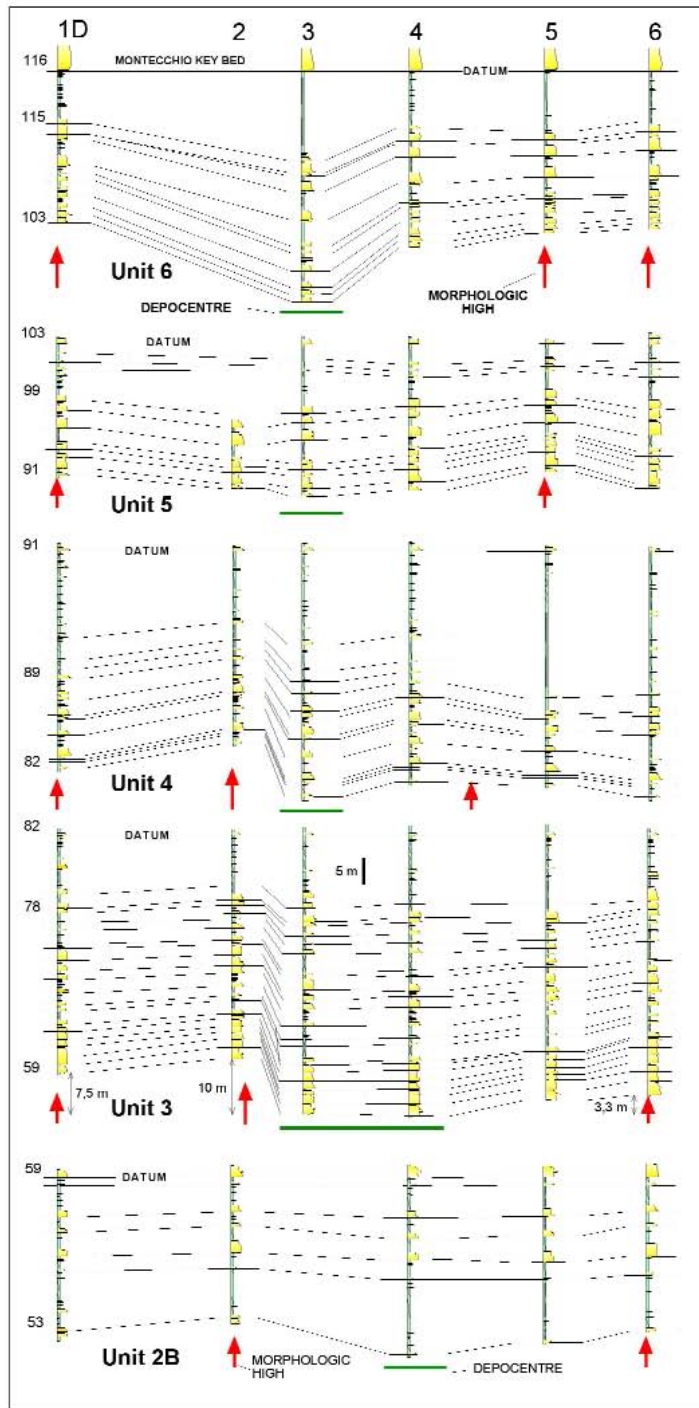 1D 2 3 4 5 6
116 MONTECCHIO KEY BED DATUM
115
103
Unit 6
DEPOCENTRE
MORPHOLOGIC
HIGH
103 DATUM
99
91
Unit 5
91 DATUM
89
82
Unit 4
82 DATUM
5 m
78
59
7,5 m 10 m 3,3 m
Unit 3
59 DATUM
53
Unit 2B
MORPHOLOGIC
HIGH
DEPOCENTRE